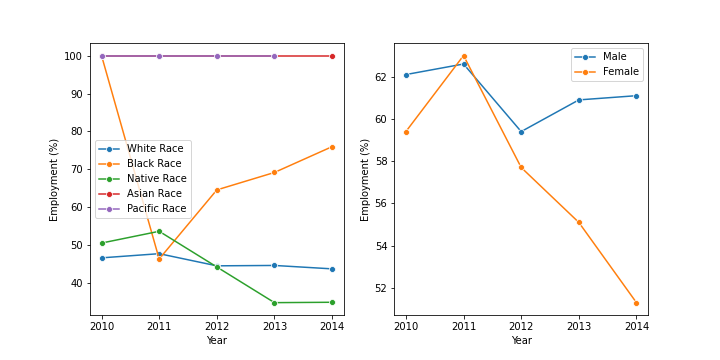 100
90
80
70
60
50
40
Employment (%)
White Race
Black Race
Native Race
Asian Race
Pacific Race
2010 2011 2012 2013 2014
Year
62
60
58
56
54
52
Employment (%)
Male
Female
2010 2011 2012 2013 2014
Year